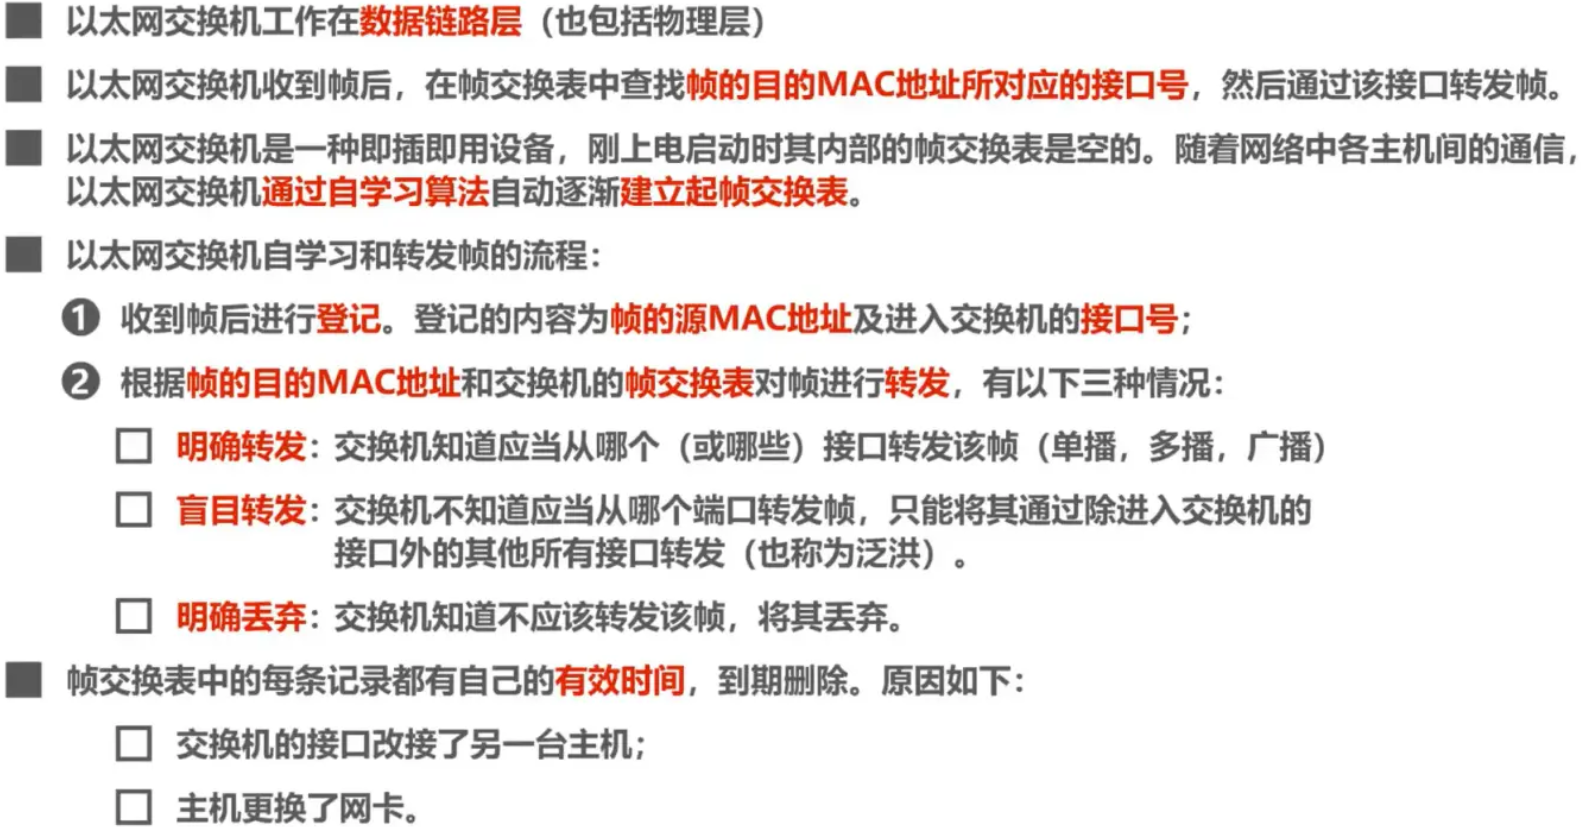 以太网交换机工作在数据链路层（也包括物理层）
以太网交换机收到帧后，在帧交换表中查找帧的目的MAC地址所对应的接口号，然后通过该接口转发帧。
以太网交换机是一种即插即用设备，刚上电启动时其内部的帧交换表是空的。随着网络中各主机间的通信，
以太网交换机通过自学习算法自动逐渐建立起帧交换表。
以太网交换机自学习和转发帧的流程：
❶ 收到帧后进行登记。登记的内容为帧的源MAC地址及进入交换机的接口号；
❷ 根据帧的目的MAC地址和交换机的帧交换表对帧进行转发，有以下三种情况：
明确转发：交换机知道应当从哪个（或哪些）接口转发该帧（单播，多播，广播）
盲目转发：交换机不知道应当从哪个端口转发帧，只能将其通过除进入交换机的
接口外的其他所有接口转发（也称为泛洪）。
明确丢弃：交换机知道不应该转发该帧，将其丢弃。
帧交换表中的每条记录都有自己的有效时间，到期删除。原因如下：
交换机的接口改接了另一台主机；
主机更换了网卡。